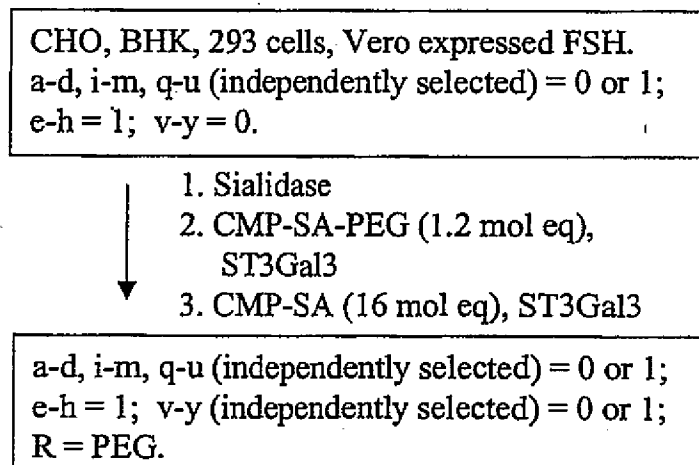 CHO, BHK, 293 cells, Vero expressed FSH.
a-d, i-m, q-u (independently selected) = 0 or 1;
e-h = 1; v-y = 0.
1. Sialidase
2. CMP-SA-PEG (1.2 mol eq),
ST3Gal3
3. CMP-SA (16 mol eq), ST3Gal3
a-d, i-m, q-u (independently selected) = 0 or 1;
e-h = 1; v-y (independently selected) = 0 or 1;
R = PEG.